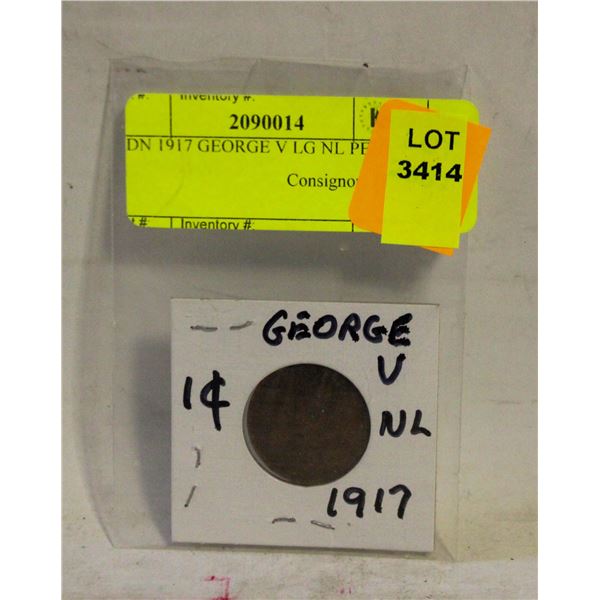 t #: Inventory #:
2090014 K
LOT
3414
DN 1917 GEORGE V LG NL PE
Consignor
t #: Inventory #:
GEORGE
V
1¢
NL
1917